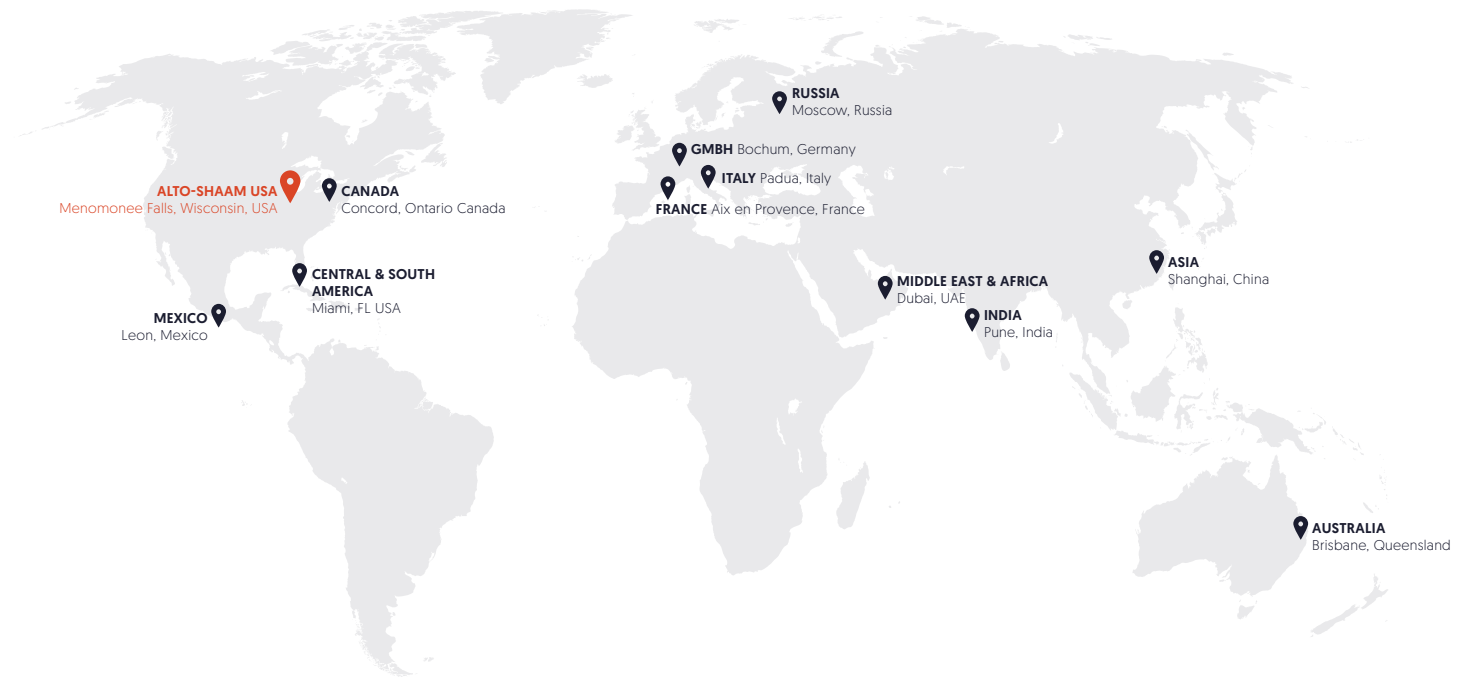 RUSSIA
Moscow, Russia
GMBH Bochum, Germany
ITALY Padua, Italy
ALTO-SHAAM USA
Menomonee Falls, Wisconsin, USA
CANADA
Concord, Ontario Canada
FRANCE Aix en Provence, France
CENTRAL & SOUTH
AMERICA
Miami, FL USA
MEXICO
Leon, Mexico
MIDDLE EAST & AFRICA
Dubai, UAE
INDIA
Pune, India
ASIA
Shanghai, China
AUSTRALIA
Brisbane, Queensland